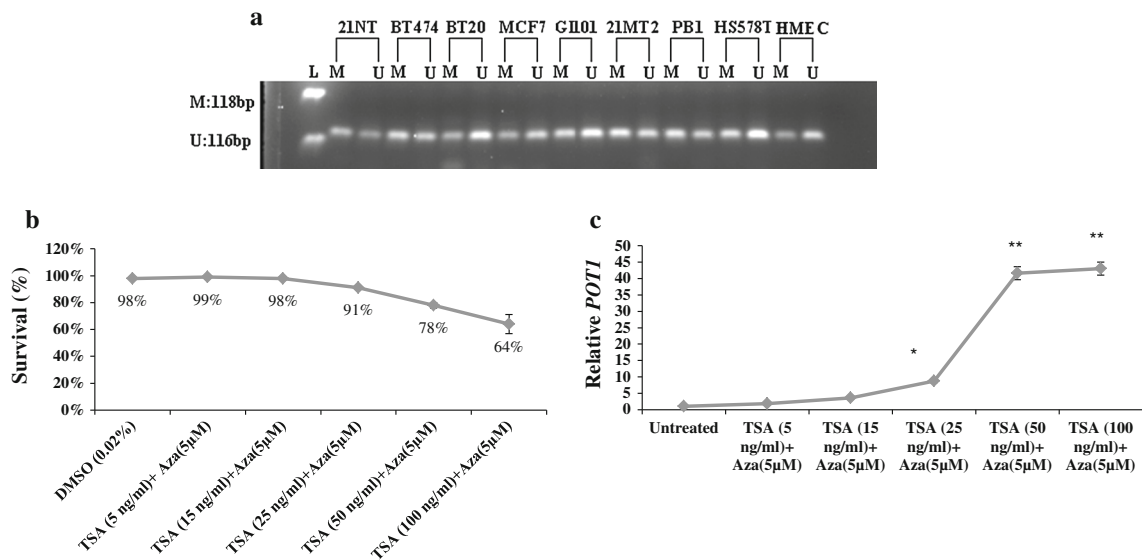 a
21NT BT474 BT20 MCF7 GI101 21MT2 PB1 HS578T HMEC
L M U M U M U M U M U M U M U M U M U
M:118bp
U:116bp
b
120%
100%
80%
60%
40%
20%
0%
Survival (%)
98% 99% 98% 91% 78% 64%
DMSO (0.02%)
TSA (5 ng/ml)+ Aza(5µM)
TSA (15 ng/ml)+Aza(5µM)
TSA (25 ng/ml)+Aza(5µM)
TSA (50 ng/ml)+Aza(5µM)
TSA (100 ng/ml)+Aza(5µM)
c
50
45
40
35
30
25
20
15
10
5
0
Relative POT1
*
**
**
Untreated
TSA (5
ng/ml)+
Aza(5µM)
TSA (15
ng/ml)+
Aza(5µM)
TSA (25
ng/ml)+
Aza(5µM)
TSA (50
ng/ml)+
Aza(5µM)
TSA (100
ng/ml)+
Aza(5µM)